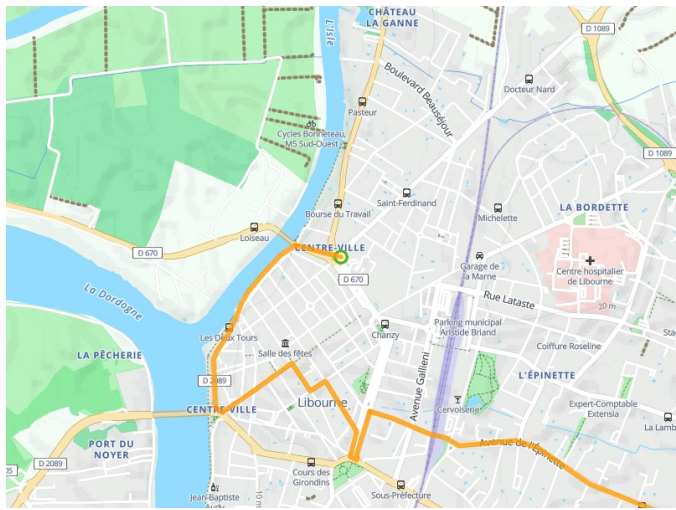 CHÂTEAU
LA GANNE
L'Isle
D 1089
Docteur Nard
Boulevard Beauséjour
Pasteur
Cycles Bonneteau,
M5 Sud-Ouest
D 1089
Saint-Ferdinand
Bourse du Travail
Michelette
LA BORDETTE
Loiseau
CENTRE-VILLE
D 670
Garage de
la Marne
D 670
Centre hospitalier
de Libourne
La Dordogne
Rue Lataste
20 m
Les Deux Tours
Chanzy
Parking municipal
Aristide Briand
Sta
Salle des fêtes
Coiffure Roseline
LA PÊCHERIE
Avenue Gallieni
D 2089
L'ÉPINETTE
CENTRE-VILLE
Libourne
Cervoiserie
Expert-Comptable
Extensia
La Lamb
PORT DU
NOYER
Avenue de l'Épinette
05
D 2089
Cours des
Girondins
Jean-Baptiste
Audy
10 m
Sous-Préfecture